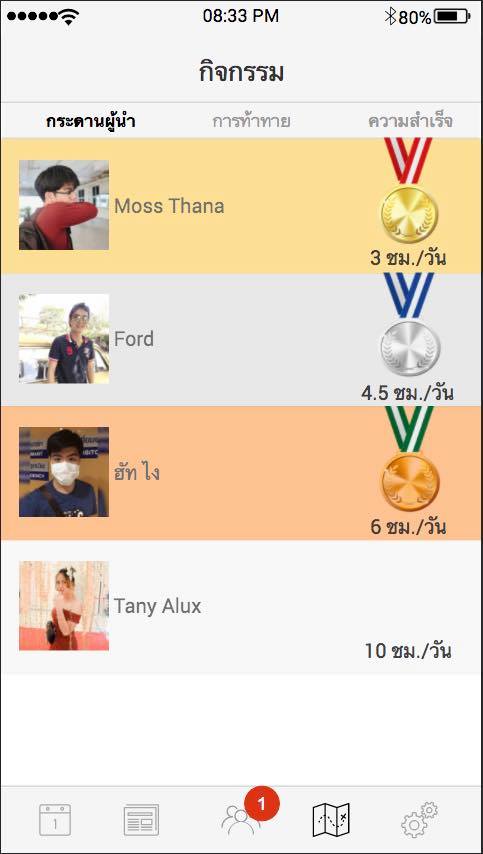 08:33 PM
80%
กิจกรรม
กระดานผู้นำ
การท้าทาย
ความสำเร็จ
Moss Thana
3 ชม./วัน
Ford
4.5 ชม./วัน
ฮัท ไง
6 ชม./วัน
Tany Alux
10 ชม./วัน
1
1